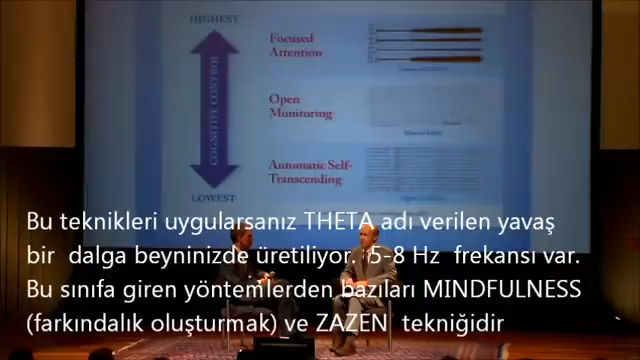 HIGHEST
Focused
Attention
COGNITIVE CONTROL
Open
Monitoring
Automatic Self-
Transcending
LOWEST
Bu teknikleri uygularsanız THETA adı verilen yavaş
bir dalga beyninizde üretiliyor. 5-8 Hz frekansı var.
Bu sınıfa giren yöntemlerden bazıları MINDFULNESS
(farkındalık oluşturmak) ve ZAZEN tekniğidir